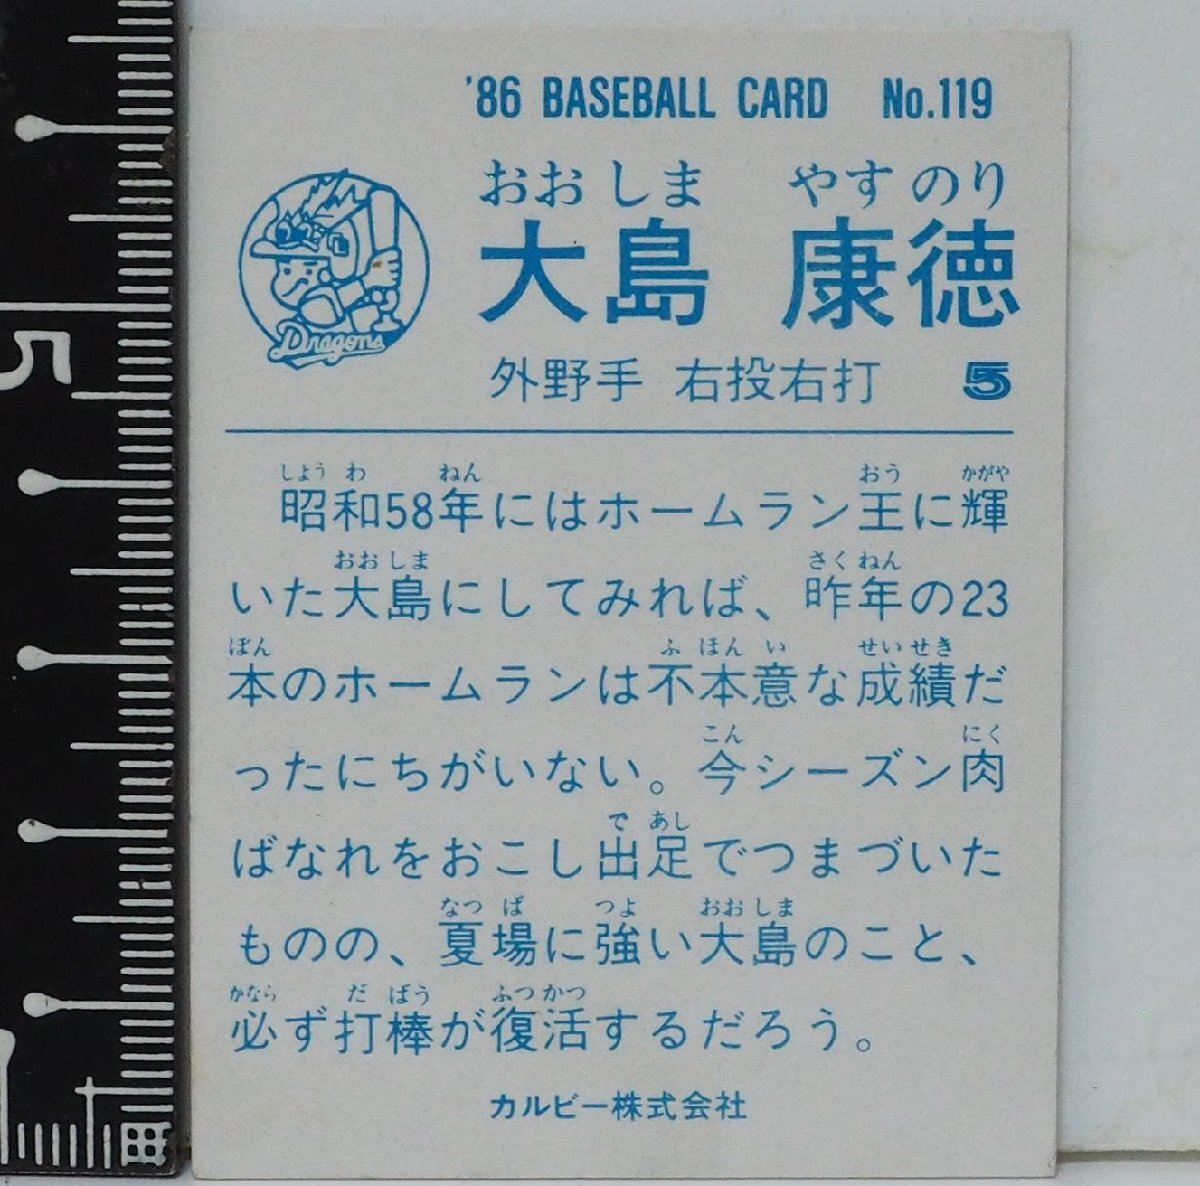 '86 BASEBALL CARD No.119
おおしま やすのり
大島 康徳
Dragons
外野手 右投右打 5
しょうわ ねん おう かがや
昭和58年にはホームラン王に輝
おおしま さくねん
いた大島にしてみれば、昨年の23
ぽん ふほんい せいせき
本のホームランは不本意な成績だ
こん にく
ったにちがいない。今シーズン肉
で あし
ばなれをおこし出足でつまづいた
なつば つよ おおしま
ものの、夏場に強い大島のこと、
かなら だぼう ふっかつ
必ず打棒が復活するだろう。
カルビー株式会社
5